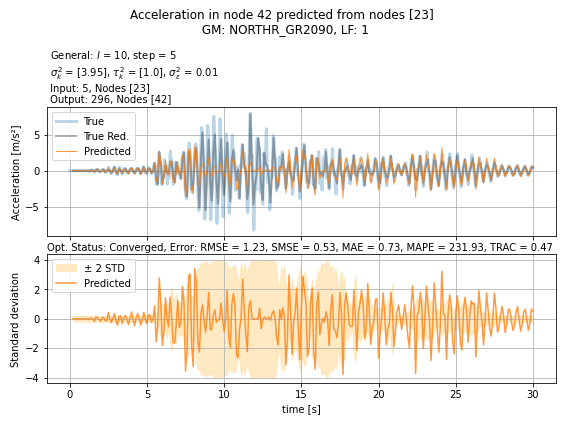 Acceleration in node 42 predicted from nodes [23]
GM: NORTHR_GR2090, LF: 1
General: l = 10, step = 5
σ²ₖ = [3.95], τ²ₖ = [1.0], σ²ₑ = 0.01
Input: 5, Nodes [23]
Output: 296, Nodes [42]
True
True Red.
Predicted
Acceleration [m/s²]
5
0
−5
Opt. Status: Converged, Error: RMSE = 1.23, SMSE = 0.53, MAE = 0.73, MAPE = 231.93, TRAC = 0.47
± 2 STD
Predicted
Standard deviation
4
2
0
−2
−4
0 5 10 15 20 25 30
time [s]